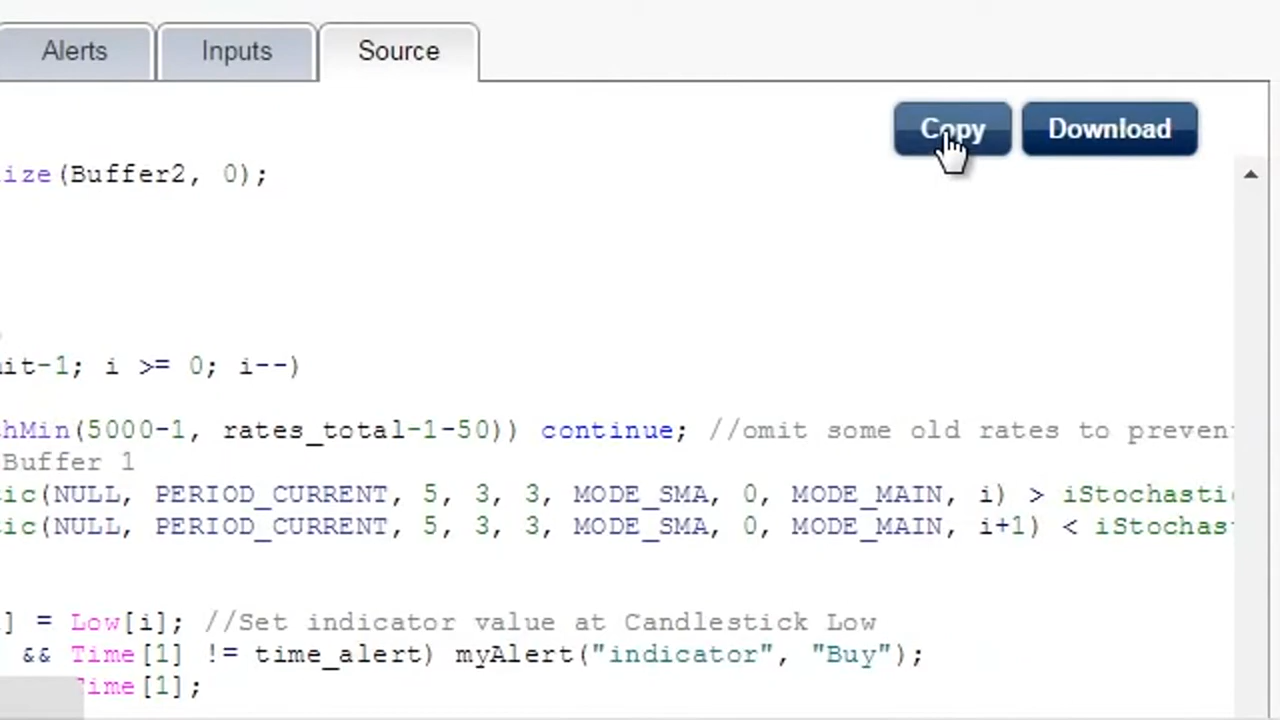 Alerts Inputs Source
Copy Download
ize(Buffer2, 0);
it-1; i >= 0; i--)
hMin(5000-1, rates_total-1-50)) continue; //omit some old rates to preven
Buffer 1
ic(NULL, PERIOD_CURRENT, 5, 3, 3, MODE_SMA, 0, MODE_MAIN, i) > iStochasti
ic(NULL, PERIOD_CURRENT, 5, 3, 3, MODE_SMA, 0, MODE_MAIN, i+1) < iStochas
] = Low[i]; //Set indicator value at Candlestick Low
&& Time[1] != time_alert) myAlert("indicator", "Buy");
Time[1];